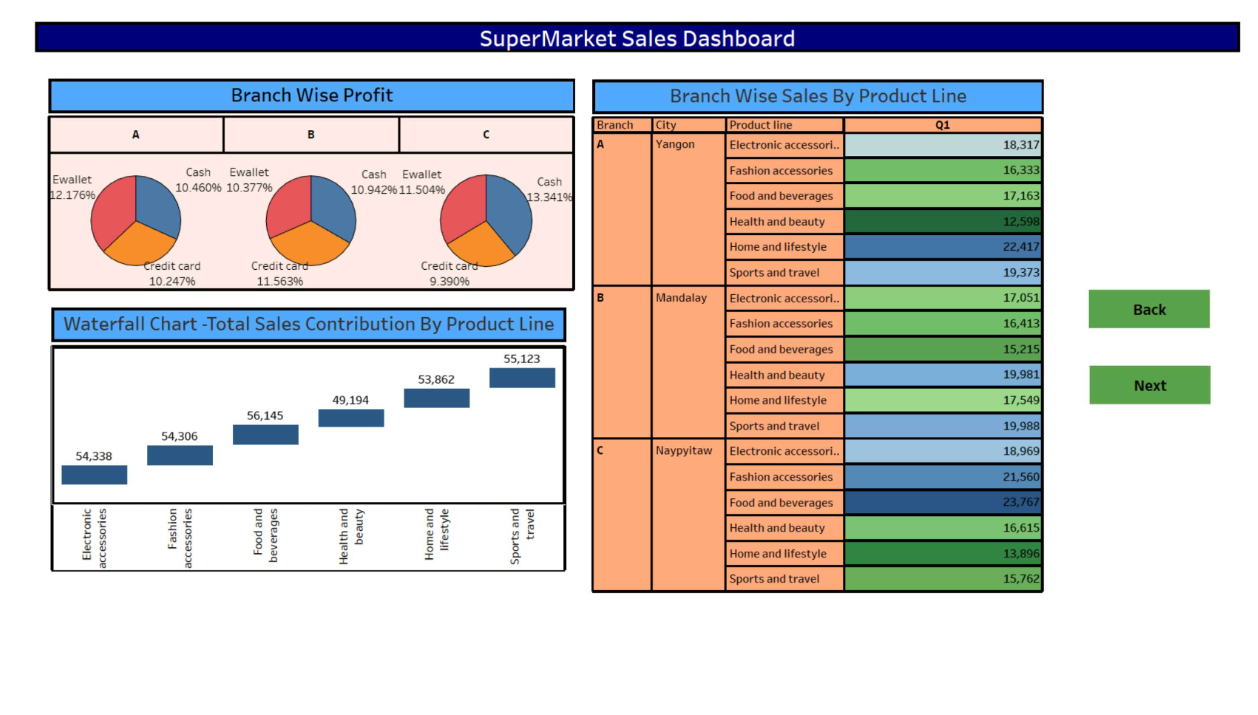 SuperMarket Sales Dashboard
Branch Wise Profit
A B C
Ewallet
12.176%
Cash
10.460%
Credit card
10.247%
Ewallet
10.377%
Cash
10.942%
Credit card
11.563%
Ewallet
11.504%
Cash
13.341%
Credit card
9.390%
Waterfall Chart -Total Sales Contribution By Product Line
54,338
54,306
56,145
49,194
53,862
55,123
Electronic
accessories
Fashion
accessories
Food and
beverages
Health and
beauty
Home and
lifestyle
Sports and
travel
Branch Wise Sales By Product Line
Branch City Product line Q1
A Yangon Electronic accessori.. 18,317
Fashion accessories 16,333
Food and beverages 17,163
Health and beauty 12,598
Home and lifestyle 22,417
Sports and travel 19,373
B Mandalay Electronic accessori.. 17,051
Fashion accessories 16,413
Food and beverages 15,215
Health and beauty 19,981
Home and lifestyle 17,549
Sports and travel 19,988
C Naypyitaw Electronic accessori.. 18,969
Fashion accessories 21,560
Food and beverages 23,767
Health and beauty 16,615
Home and lifestyle 13,896
Sports and travel 15,762
Back
Next